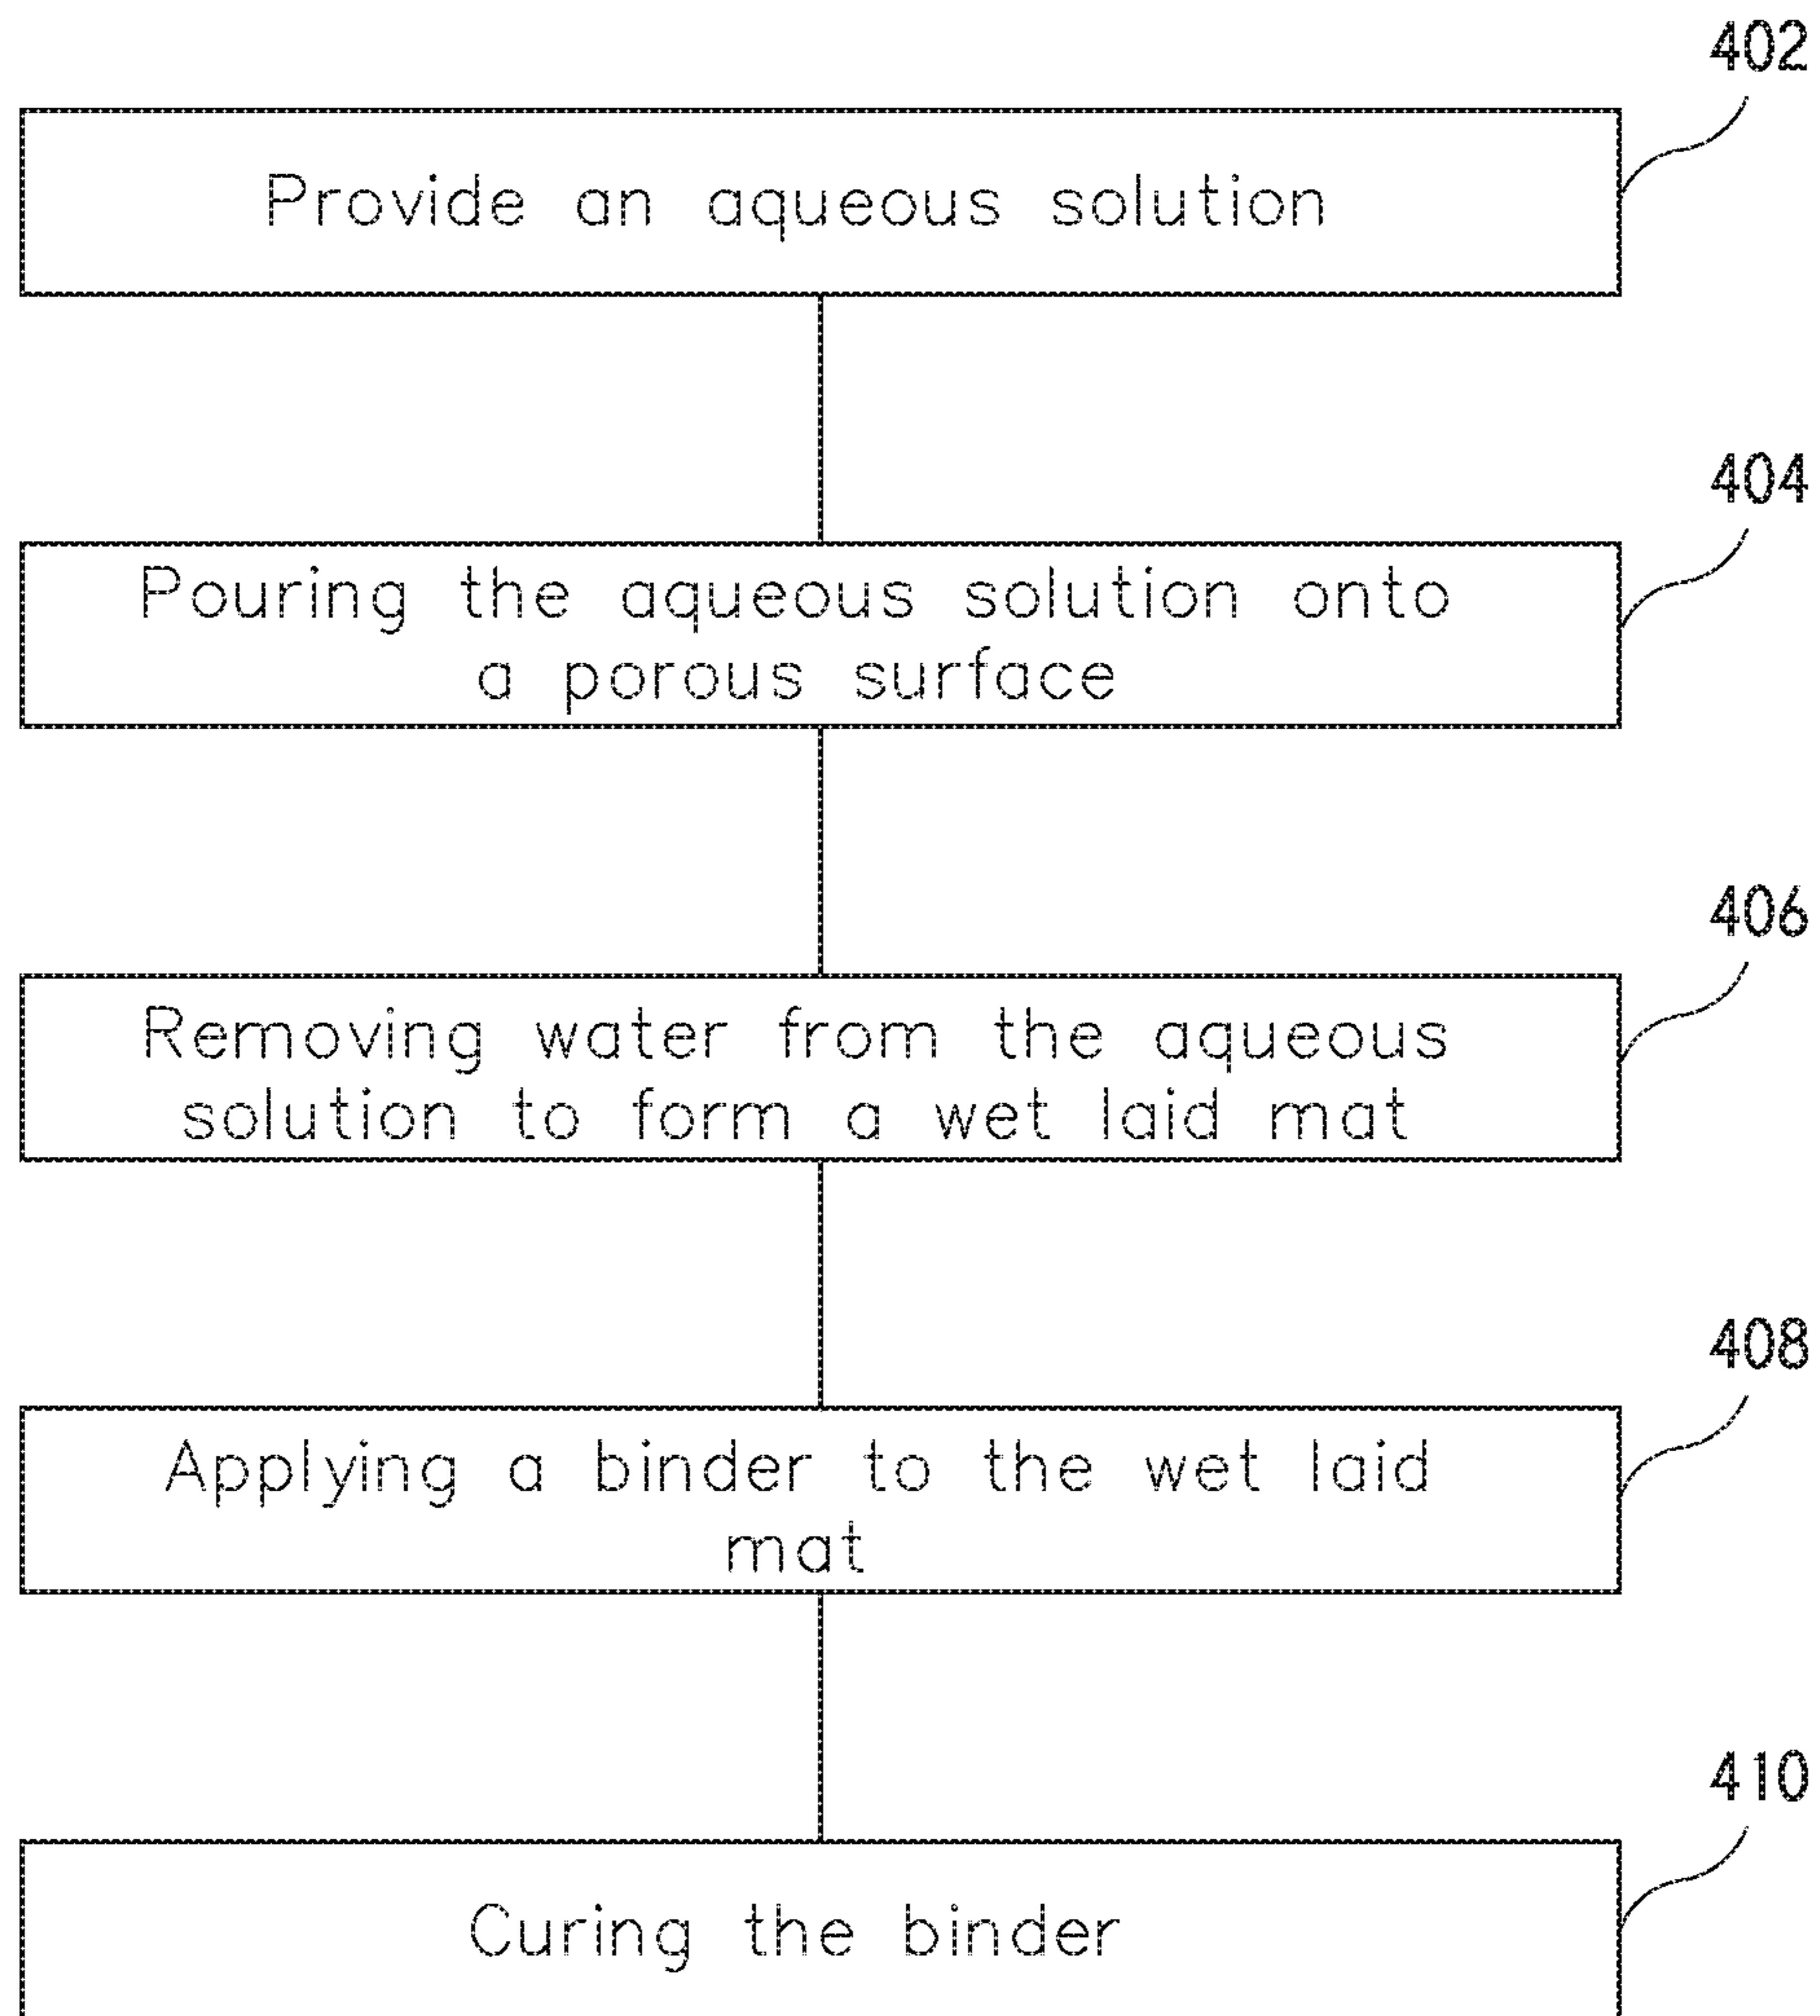 402
Provide an aqueous solution
404
Pouring the aqueous solution onto
a porous surface
406
Removing water from the aqueous
solution to form a wet laid mat
408
Applying a binder to the wet laid
mat
410
Curing the binder